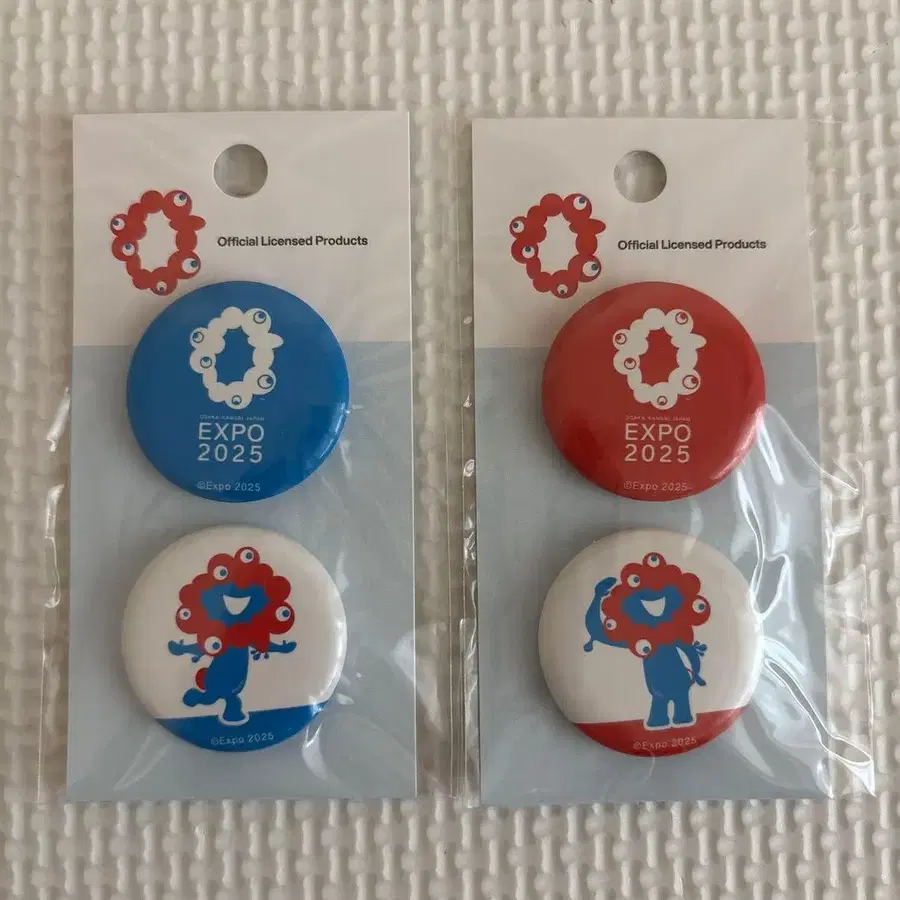 Official Licensed Products
OSAKA, KANSAI, JAPAN
EXPO
2025
©Expo 2025
©Expo 2025
Official Licensed Products
OSAKA, KANSAI, JAPAN
EXPO
2025
©Expo 2025
©Expo 2025